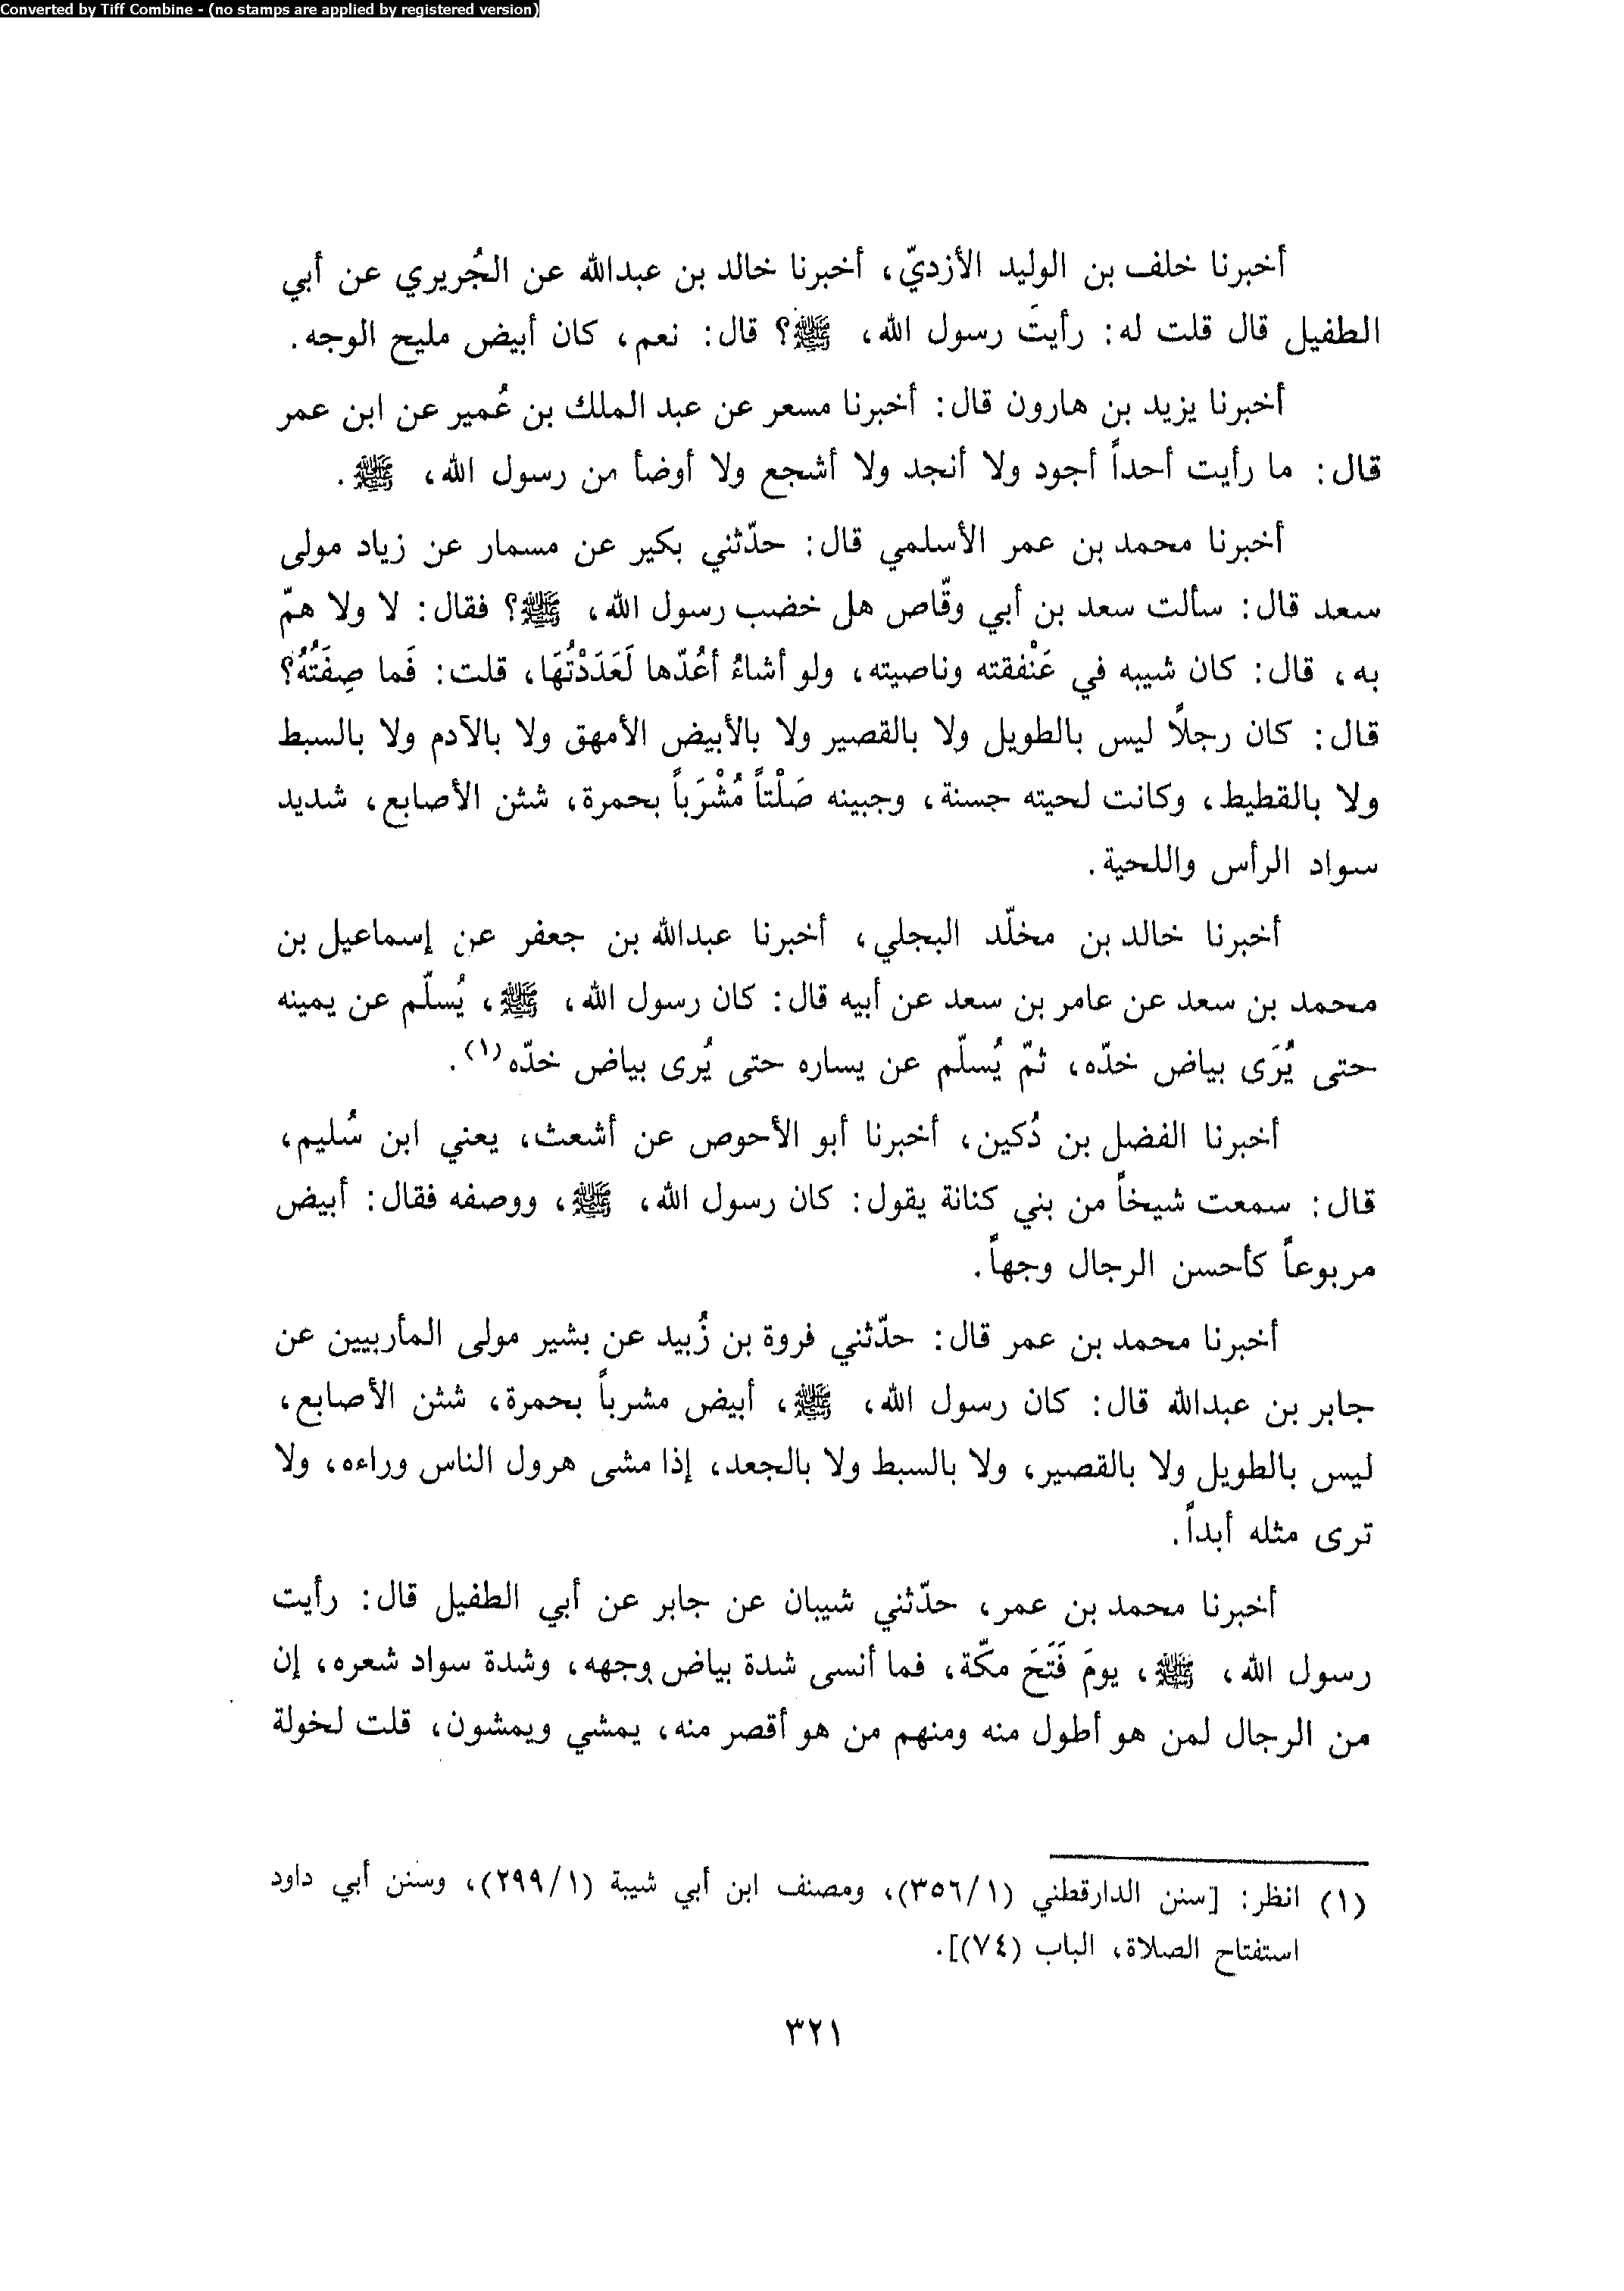 Converted by Tiff Combine - (no stamps are applied by registered version)
أخبرنا خلف بن الوليد الأزديّ، أخبرنا خالد بن عبدالله عن الجُريري عن أبي
الطفيل قال قلت له: رأيتَ رسول الله، ﷺ؟ قال: نعم، كان أبيض مليح الوجه.
أخبرنا يزيد بن هارون قال: أخبرنا مسعر عن عبد الملك بن عُمير عن ابن عمر
قال: ما رأيت أحداً أجود ولا أنجد ولا أشجع ولا أوضأ من رسول الله، ﷺ.
أخبرنا محمد بن عمر الأسلمي قال: حدّثني بكير عن مسمار عن زياد مولى
سعد قال: سألت سعد بن أبي وقّاص هل خضب رسول الله، ﷺ؟ فقال: لا ولا همّ
به، قال: كان شيبه في عَنْفقته وناصيته، ولو أشاءُ أعُدّها لَعَدَدْتُهَا، قلت: فَما صِفَتُهُ؟
قال: كان رجلاً ليس بالطويل ولا بالقصير ولا بالأبيض الأمهق ولا بالآدم ولا بالسبط
ولا بالقطيط، وكانت لحيته حسنة، وجبينه صَلْتاً مُشْرَباً بحمرة، شثن الأصابع، شديد
سواد الرأس واللحية.
أخبرنا خالد بن مخلّد البجلي، أخبرنا عبدالله بن جعفر عن إسماعيل بن
محمد بن سعد عن عامر بن سعد عن أبيه قال: كان رسول الله، ﷺ، يُسلّم عن يمينه
حتى يُرَى بياض خدّه، ثمّ يُسلّم عن يساره حتى يُرى بياض خدّه(١).
أخبرنا الفضل بن دُكين، أخبرنا أبو الأحوص عن أشعث، يعني ابن سُليم،
قال: سمعت شيخاً من بني كنانة يقول: كان رسول الله، ﷺ، ووصفه فقال: أبيض
مربوعاً كأحسن الرجال وجهاً.
أخبرنا محمد بن عمر قال: حدّثني فروة بن زُبيد عن بشير مولى المأربيين عن
جابر بن عبدالله قال: كان رسول الله، ﷺ، أبيض مشرباً بحمرة، شثن الأصابع،
ليس بالطويل ولا بالقصير، ولا بالسبط ولا بالجعد، إذا مشى هرول الناس وراءه، ولا
ترى مثله أبداً.
أخبرنا محمد بن عمر، حدّثني شيبان عن جابر عن أبي الطفيل قال: رأيت
رسول الله، ﷺ، يومَ فَتَحَ مكّة، فما أنسى شدة بياض وجهه، وشدة سواد شعره، إن
من الرجال لمن هو أطول منه ومنهم من هو أقصر منه، يمشي ويمشون، قلت لخولة
(١) انظر: [سنن الدارقطني (٣٥٦/١)، ومصنف ابن أبي شيبة (٢٩٩/١)، وسنن أبي داود
استفتاح الصلاة، الباب (٧٤)].
٣٢١